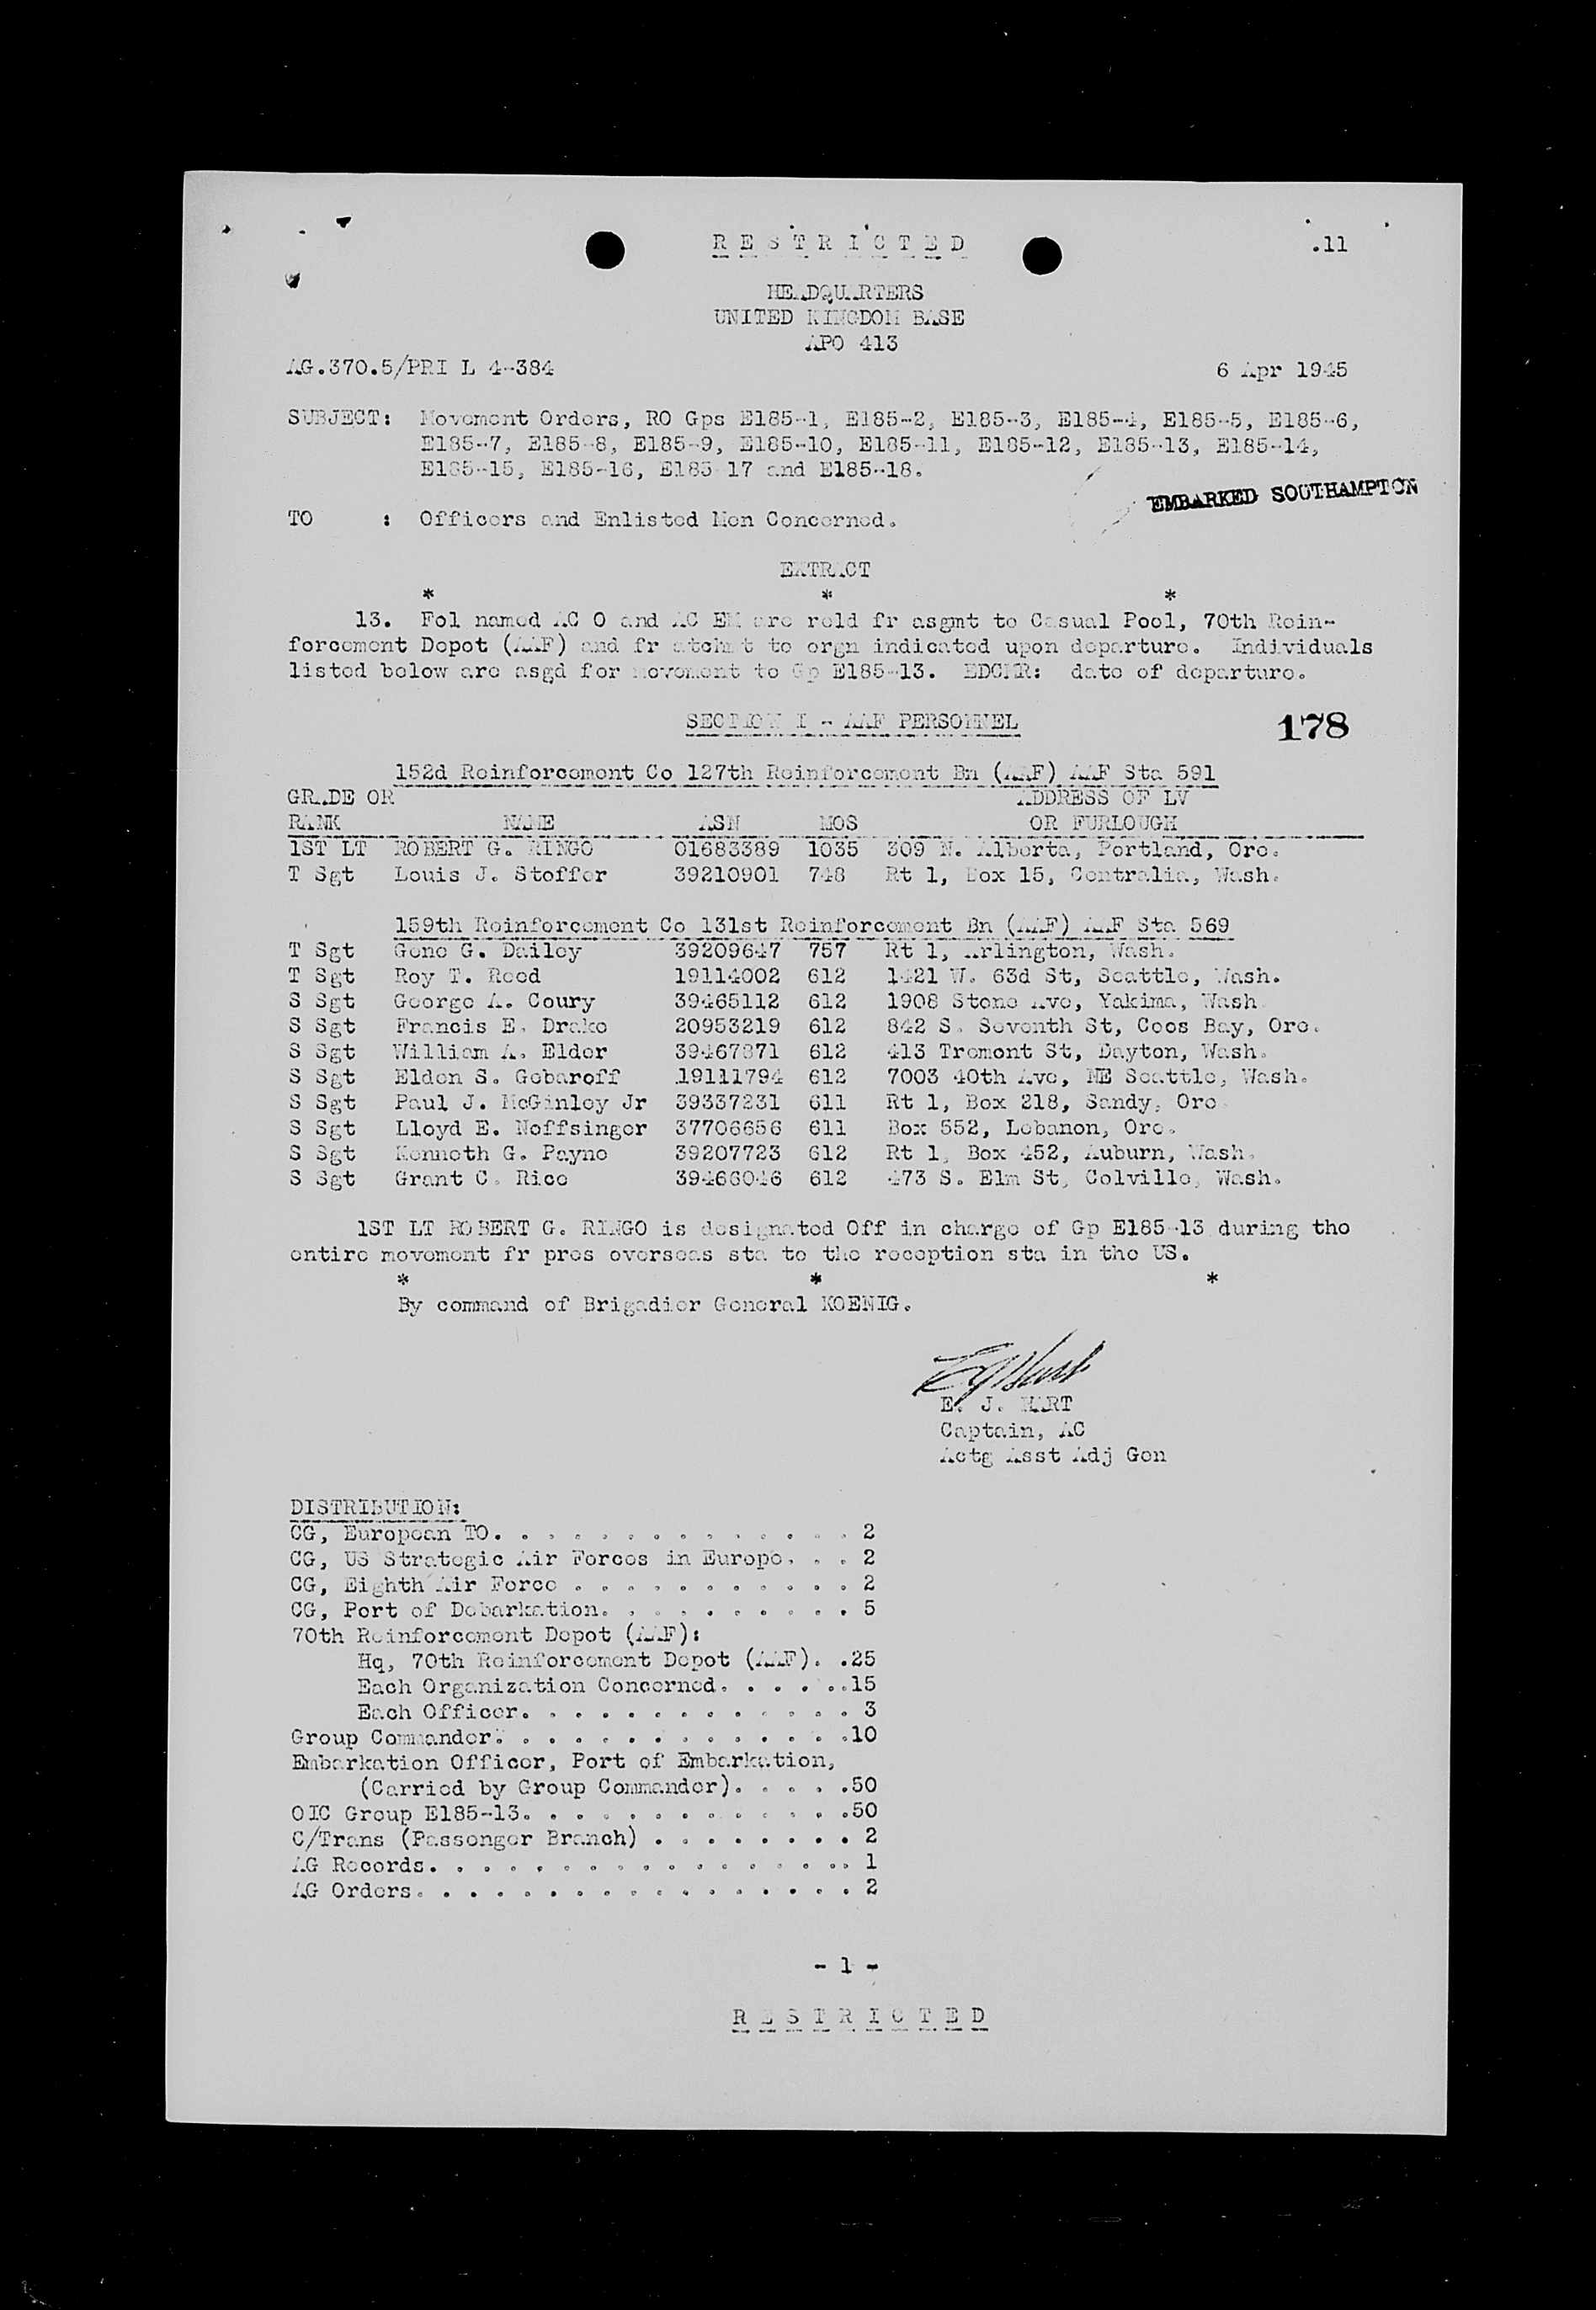 RESTRICTED
.11
HEADQUARTERS
UNITED KINGDOM BASE
APO 413
AG.370.5/PRI L 4-384 6 Apr 1945
SUBJECT: Movement Orders, RO Gps E185-1, E185-2, E185-3, E185-4, E185-5, E185-6,
E185-7, E185-8, E185-9, E185-10, E185-11, E185-12, E185-13, E185-14,
E185-15, E185-16, E185-17 and E185-18.
EMBARKED SOUTHAMPTON
TO : Officers and Enlisted Men Concerned.
EXTRACT
* * *
13. Fol named AC O and AC EM are reld fr asgmt to Casual Pool, 70th Rein-
forcement Depot (AAF) and fr atchmt to orgn indicated upon departure. Individuals
listed below are asgd for movement to Gp E185-13. EDCMR: date of departure.
SECTION I - AAF PERSONNEL 178
152d Reinforcement Co 127th Reinforcement Bn (AAF) AAF Sta 591
GRADE OR ADDRESS OF LV
RANK NAME ASN MOS OR FURLOUGH
1ST LT ROBERT G. RINGO 01683389 1035 309 N. Alberta, Portland, Ore.
T Sgt Louis J. Stoffer 39210901 748 Rt 1, Box 15, Centralia, Wash.
159th Reinforcement Co 131st Reinforcement Bn (AAF) AAF Sta 569
T Sgt Gene G. Dailey 39209647 757 Rt 1, Arlington, Wash.
T Sgt Roy T. Reed 19114002 612 1421 W. 63d St, Seattle, Wash.
S Sgt George A. Coury 39465112 612 1908 Stone Ave, Yakima, Wash.
S Sgt Francis E. Drake 20953219 612 842 S. Seventh St, Coos Bay, Ore.
S Sgt William A. Elder 39467871 612 413 Tremont St, Dayton, Wash.
S Sgt Elden S. Gebaroff 19111794 612 7003 40th Ave, NE Seattle, Wash.
S Sgt Paul J. McGinley Jr 39337231 611 Rt 1, Box 218, Sandy, Ore
S Sgt Lloyd E. Noffsinger 37706656 611 Box 552, Lebanon, Ore.
S Sgt Kenneth G. Payne 39207723 612 Rt 1, Box 452, Auburn, Wash.
S Sgt Grant C. Rice 39466046 612 473 S. Elm St, Colville, Wash.
1ST LT ROBERT G. RINGO is designated Off in charge of Gp E185-13 during the
entire movement fr pres overseas sta to the reception sta in the US.
* * *
By command of Brigadier General KOENIG.
E. J. HART
Captain, AC
Actg Asst Adj Gen
DISTRIBUTION:
CG, European TO. . . . . . . . . . . . . . 2
CG, US Strategic Air Forces in Europe. . . 2
CG, Eighth Air Force . . . . . . . . . . . 2
CG, Port of Debarkation. . . . . . . . . . 5
70th Reinforcement Depot (AAF):
Hq, 70th Reinforcement Depot (AAF). .25
Each Organization Concerned. . . . . .15
Each Officer. . . . . . . . . . . . . 3
Group Commander. . . . . . . . . . . . . .10
Embarkation Officer, Port of Embarkation,
(Carried by Group Commander). . . . .50
OIC Group E185-13. . . . . . . . . . . . .50
C/Trans (Passenger Branch) . . . . . . . . 2
AG Records. . . . . . . . . . . . . . . . . 1
AG Orders. . . . . . . . . . . . . . . . . 2
- 1 -
RESTRICTED